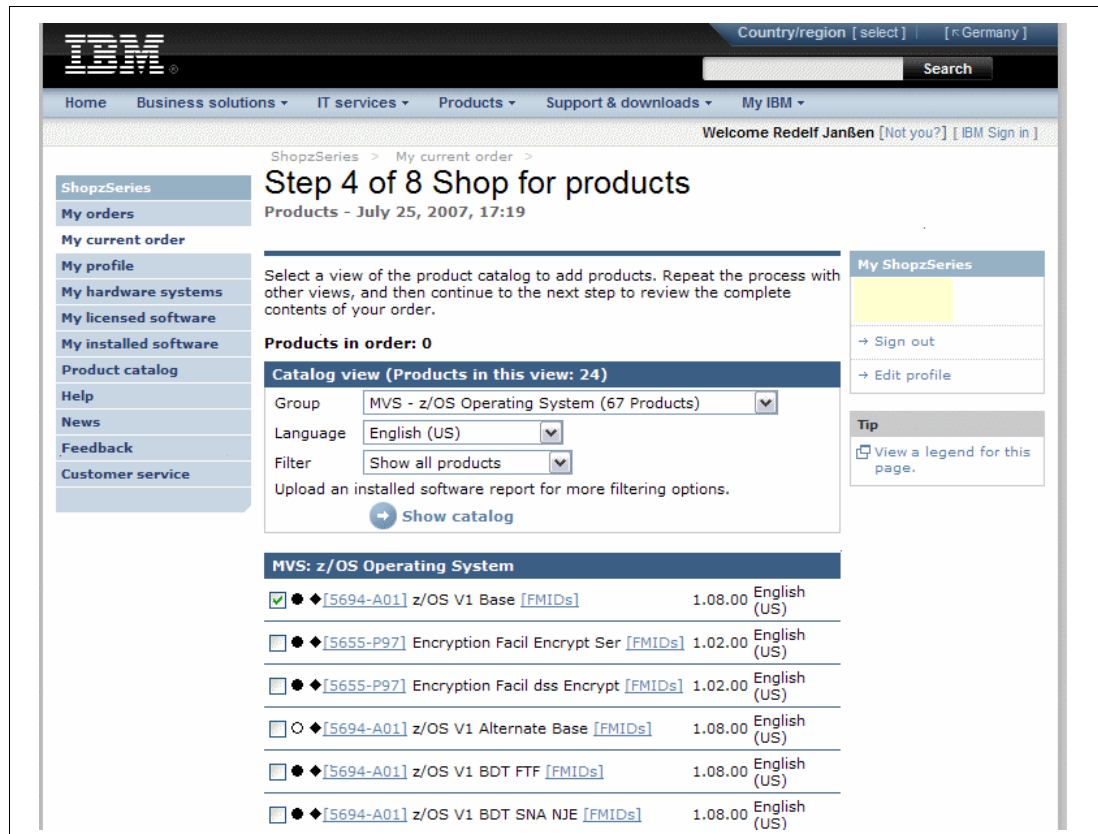 Country/region [ select ] | [ Germany ]
IBM ®
Search
Home Business solutions IT services Products Support & downloads My IBM
Welcome Redelf Janßen [Not you?] [ IBM Sign in ]
ShopzSeries > My current order >
Step 4 of 8 Shop for products
Products - July 25, 2007, 17:19
ShopzSeries
My orders
My current order
My profile
My hardware systems
My licensed software
My installed software
Product catalog
Help
News
Feedback
Customer service
Select a view of the product catalog to add products. Repeat the process with
other views, and then continue to the next step to review the complete
contents of your order.
Products in order: 0
Catalog view (Products in this view: 24)
Group MVS - z/OS Operating System (67 Products)
Language English (US)
Filter Show all products
Upload an installed software report for more filtering options.
Show catalog
MVS: z/OS Operating System
[5694-A01] z/OS V1 Base [FMIDs] 1.08.00 English
(US)
[5655-P97] Encryption Facil Encrypt Ser [FMIDs] 1.02.00 English
(US)
[5655-P97] Encryption Facil dss Encrypt [FMIDs] 1.02.00 English
(US)
[5694-A01] z/OS V1 Alternate Base [FMIDs] 1.08.00 English
(US)
[5694-A01] z/OS V1 BDT FTF [FMIDs] 1.08.00 English
(US)
[5694-A01] z/OS V1 BDT SNA NJE [FMIDs] 1.08.00 English
(US)
My ShopzSeries
→ Sign out
→ Edit profile
Tip
View a legend for this
page.